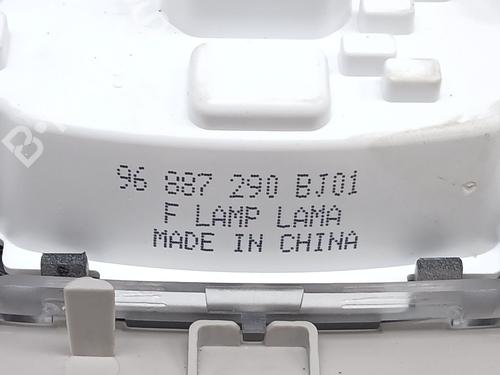 96 887 290 BJ01
F LAMP LAMA
MADE IN CHINA